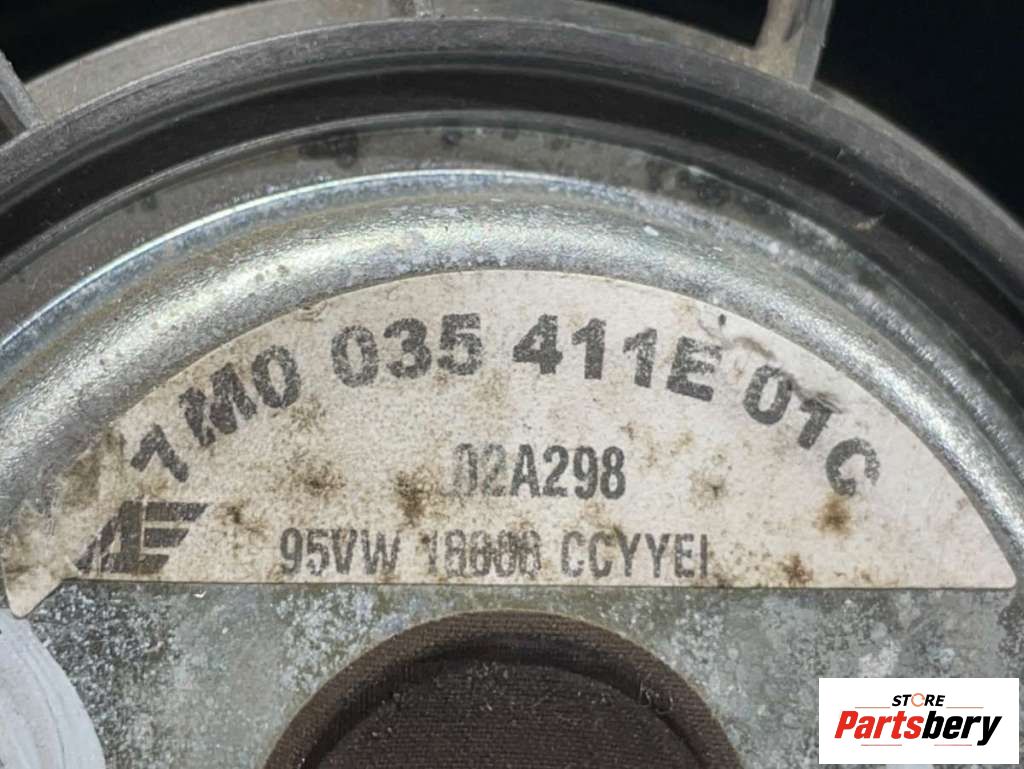 7M0 035 411E 01C
02A298
95VW 18808 CCYYEI
STORE
Partsbery